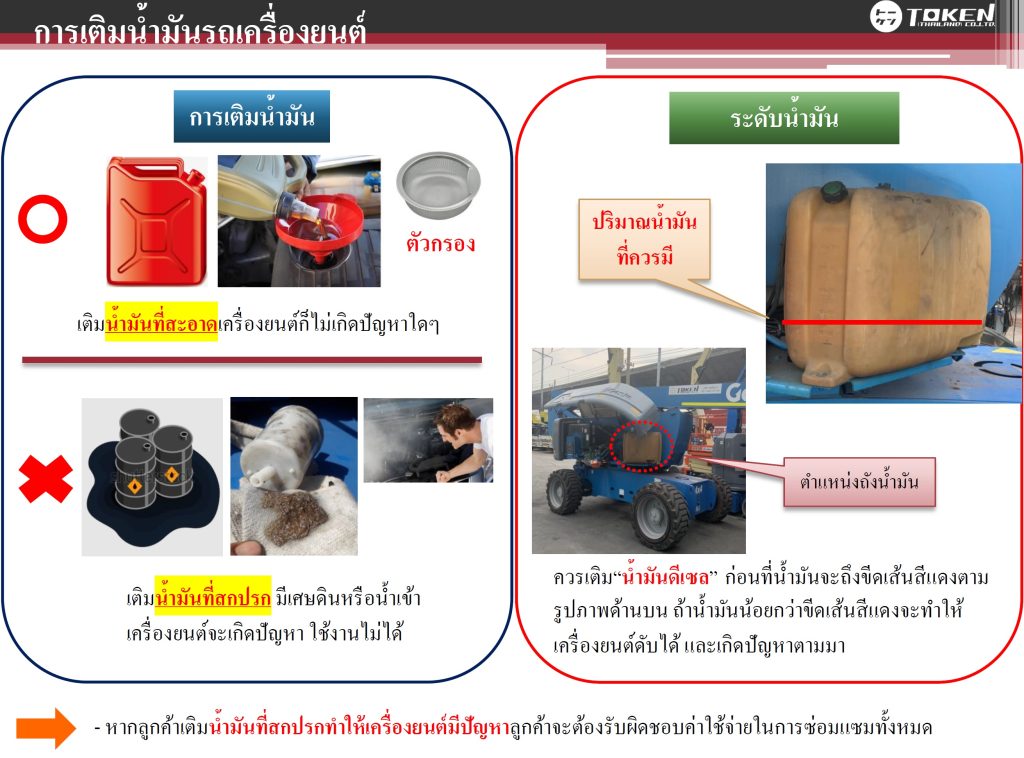 การเติมน้ำมันรถเครื่องยนต์
TOKEN
(THAILAND) CO.,LTD.
การเติมน้ำมัน
ตัวกรอง
เติมน้ำมันที่สะอาดเครื่องยนต์ก็ไม่เกิดปัญหาใดๆ
เติมน้ำมันที่สกปรก มีเศษดินหรือน้ำเข้า
เครื่องยนต์จะเกิดปัญหา ใช้งานไม่ได้
ระดับน้ำมัน
ปริมาณน้ำมัน
ที่ควรมี
TOKEN
Ge
ตำแหน่งถังน้ำมัน
ควรเติม“น้ำมันดีเซล” ก่อนที่น้ำมันจะถึงขีดเส้นสีแดงตาม
รูปภาพด้านบน ถ้าน้ำมันน้อยกว่าขีดเส้นสีแดงจะทำให้
เครื่องยนต์ดับได้ และเกิดปัญหาตามมา
- หากลูกค้าเติมน้ำมันที่สกปรกทำให้เครื่องยนต์มีปัญหาลูกค้าจะต้องรับผิดชอบค่าใช้จ่ายในการซ่อมแซมทั้งหมด